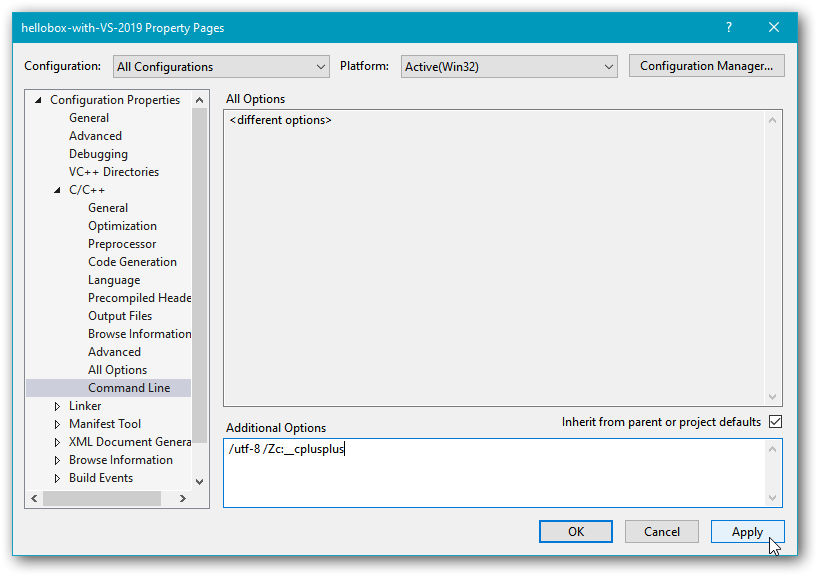 hellobox-with-VS-2019 Property Pages ?
Configuration: All Configurations Platform: Active(Win32) Configuration Manager...
Configuration Properties
General
Advanced
Debugging
VC++ Directories
C/C++
General
Optimization
Preprocessor
Code Generation
Language
Precompiled Heade
Output Files
Browse Information
Advanced
All Options
Command Line
Linker
Manifest Tool
XML Document Genera
Browse Information
Build Events
All Options
<different options>
Additional Options Inherit from parent or project defaults
/utf-8 /Zc:__cplusplus
OK Cancel Apply